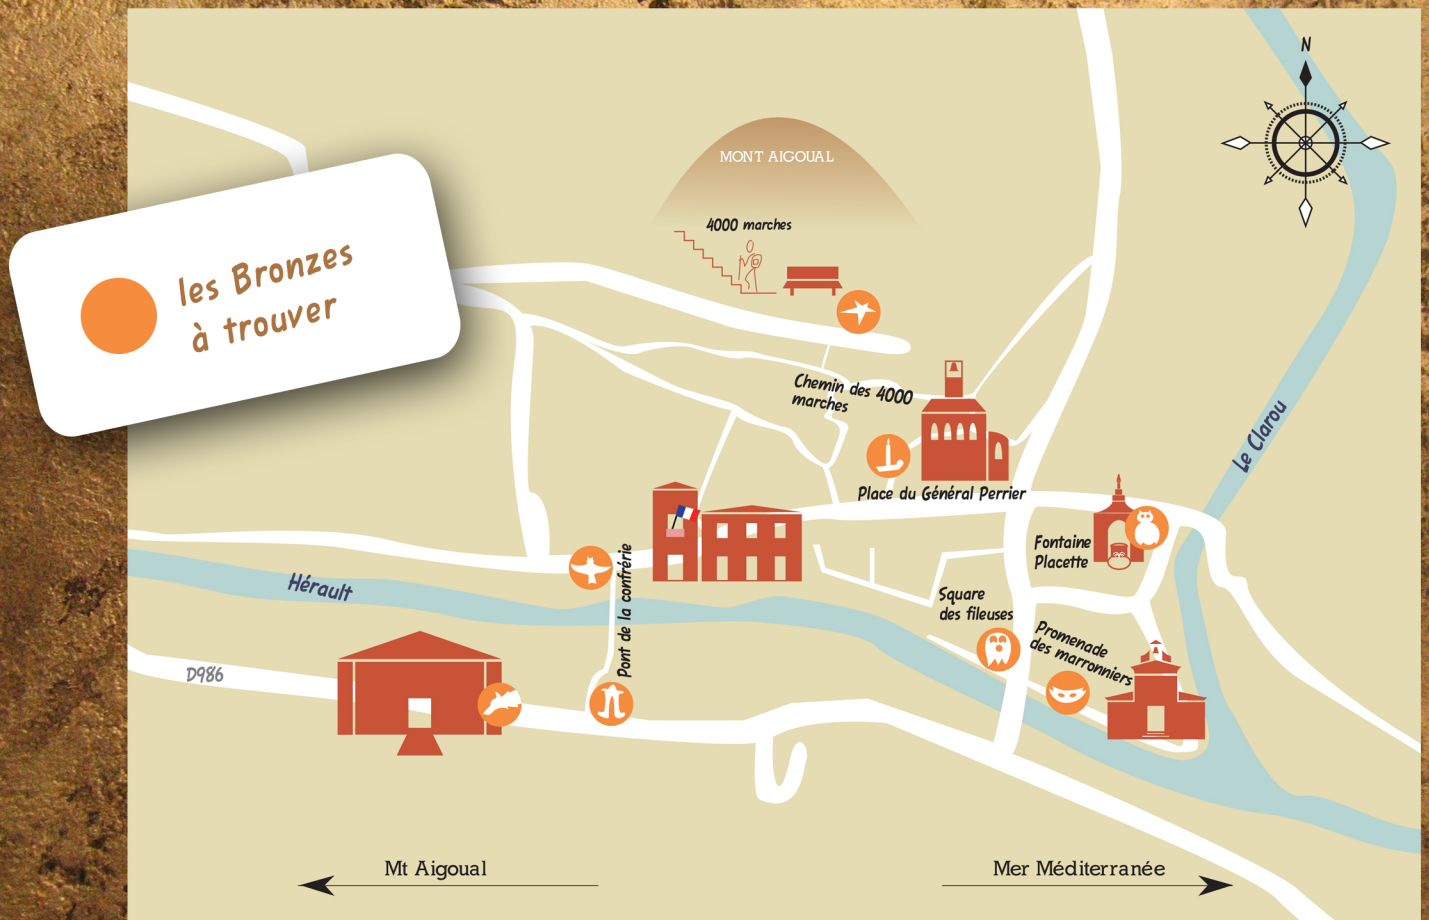 N
MONT AIGOUAL
4000 marches
les Bronzes
à trouver
Chemin des 4000
marches
Le Clarou
Place du Général Perrier
Fontaine
Placette
Pont de la confrérie
Hérault
Square
des fileuses
Promenade
des marronniers
D986
Mt Aigoual
Mer Méditerranée